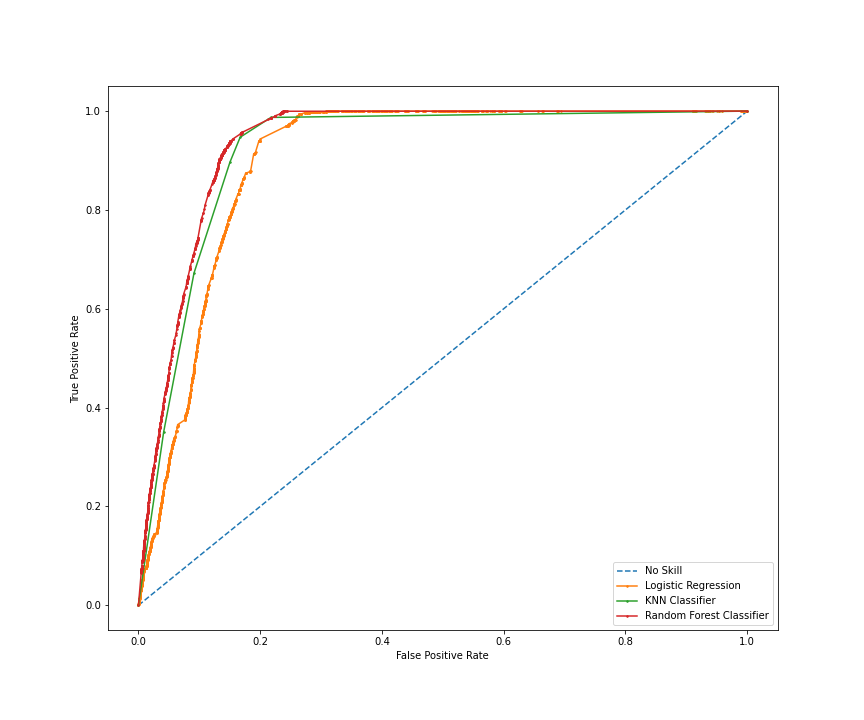 1.0
0.8
0.6
0.4
0.2
0.0
True Positive Rate
0.0 0.2 0.4 0.6 0.8 1.0
False Positive Rate
No Skill
Logistic Regression
KNN Classifier
Random Forest Classifier